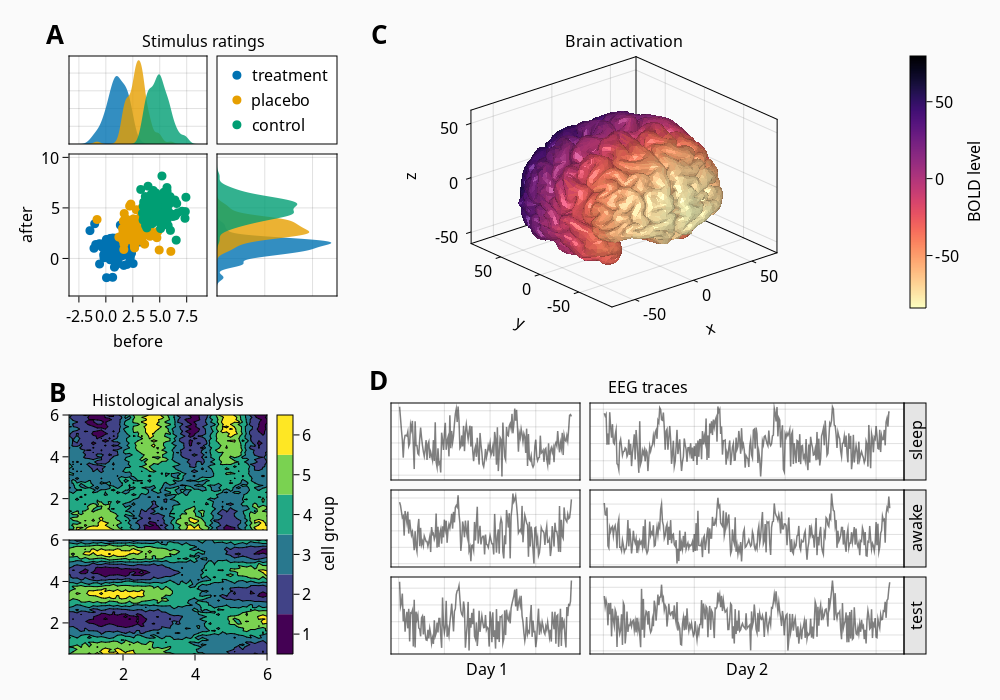 A
Stimulus ratings
treatment
placebo
control
10
5
0
after
-2.5 0.0 2.5 5.0 7.5
before
C
Brain activation
50
0
-50
z
50
0
-50
y
-50
0
50
x
50
0
-50
BOLD level
B
Histological analysis
6
4
2
6
4
2
2 4 6
6
5
4
3
2
1
cell group
D
EEG traces
sleep
awake
test
Day 1
Day 2